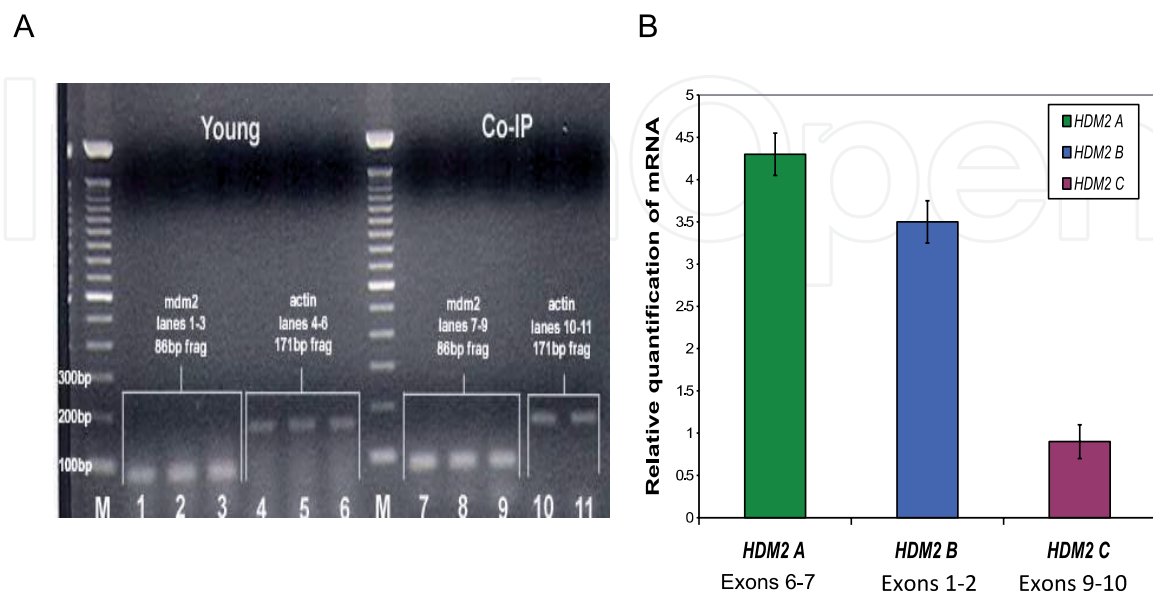 A
B
Young
Co-IP
mdm2
lanes 1-3
86bp frag
actin
lanes 4-6
171bp frag
mdm2
lanes 7-9
86bp frag
actin
lanes 10-11
171bp frag
300bp
200bp
100bp
M 1 2 3 4 5 6 M 7 8 9 10 11
Relative quantification of mRNA
5
4.5
4
3.5
3
2.5
2
1.5
1
0.5
0
HDM2 A
HDM2 B
HDM2 C
HDM2 A HDM2 B HDM2 C
Exons 6-7 Exons 1-2 Exons 9-10